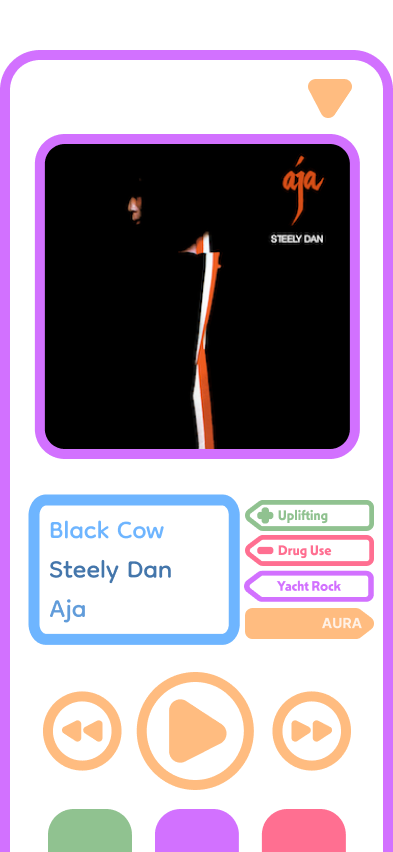 aja
STEELY DAN
Black Cow
Steely Dan
Aja
Uplifting
Drug Use
Yacht Rock
AURA